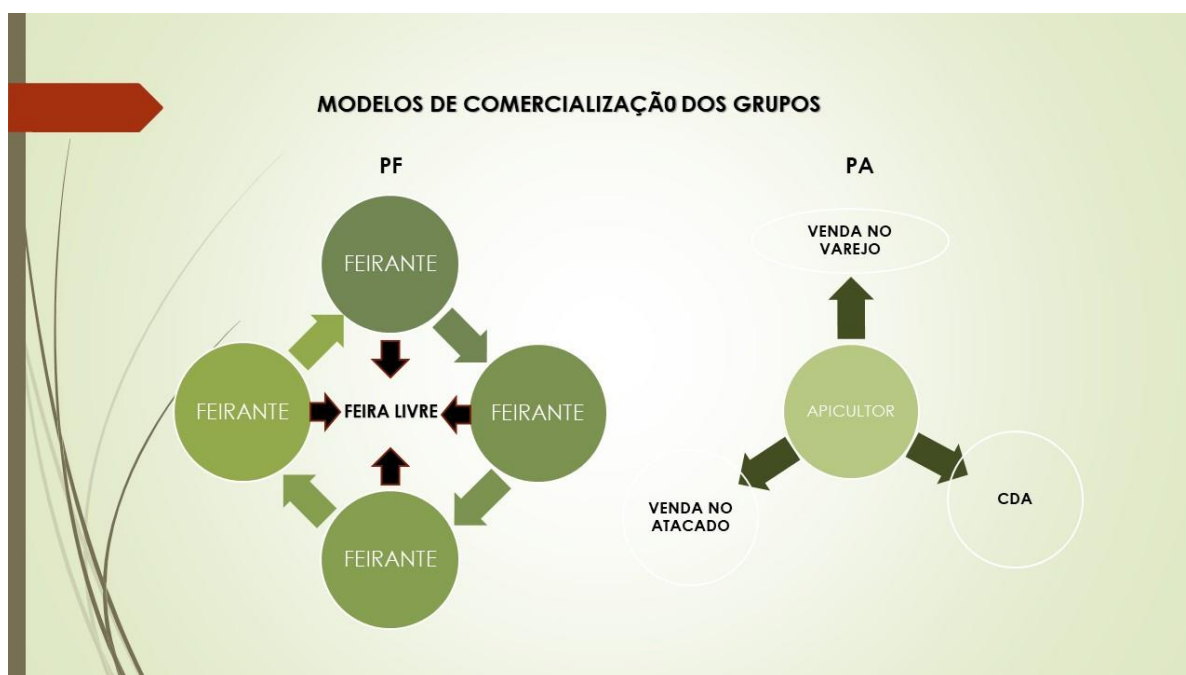 MODELOS DE COMERCIALIZAÇÃ0 DOS GRUPOS
PF
FEIRANTE
FEIRANTE
FEIRA LIVRE
FEIRANTE
FEIRANTE
PA
VENDA NO
VAREJO
APICULTOR
VENDA NO
ATACADO
CDA